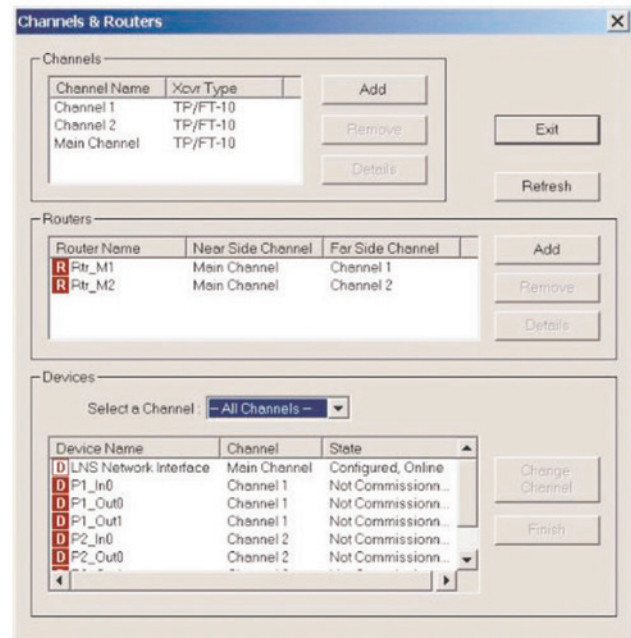 Channels & Routers
Channels
Channel Name Xcvr Type
Channel 1 TP/FT-10
Channel 2 TP/FT-10
Main Channel TP/FT-10
Add
Remove
Details
Exit
Refresh
Routers
Router Name Near Side Channel Far Side Channel
R Rtr_M1 Main Channel Channel 1
R Rtr_M2 Main Channel Channel 2
Add
Remove
Details
Devices
Select a Channel : -- All Channels --
Device Name Channel State
D LNS Network Interface Main Channel Configured, Online
D P1_In0 Channel 1 Not Commissionn...
D P1_Out0 Channel 1 Not Commissionn...
D P1_Out1 Channel 1 Not Commissionn...
D P2_In0 Channel 2 Not Commissionn...
D P2_Out0 Channel 2 Not Commissionn...
Change Channel
Finish